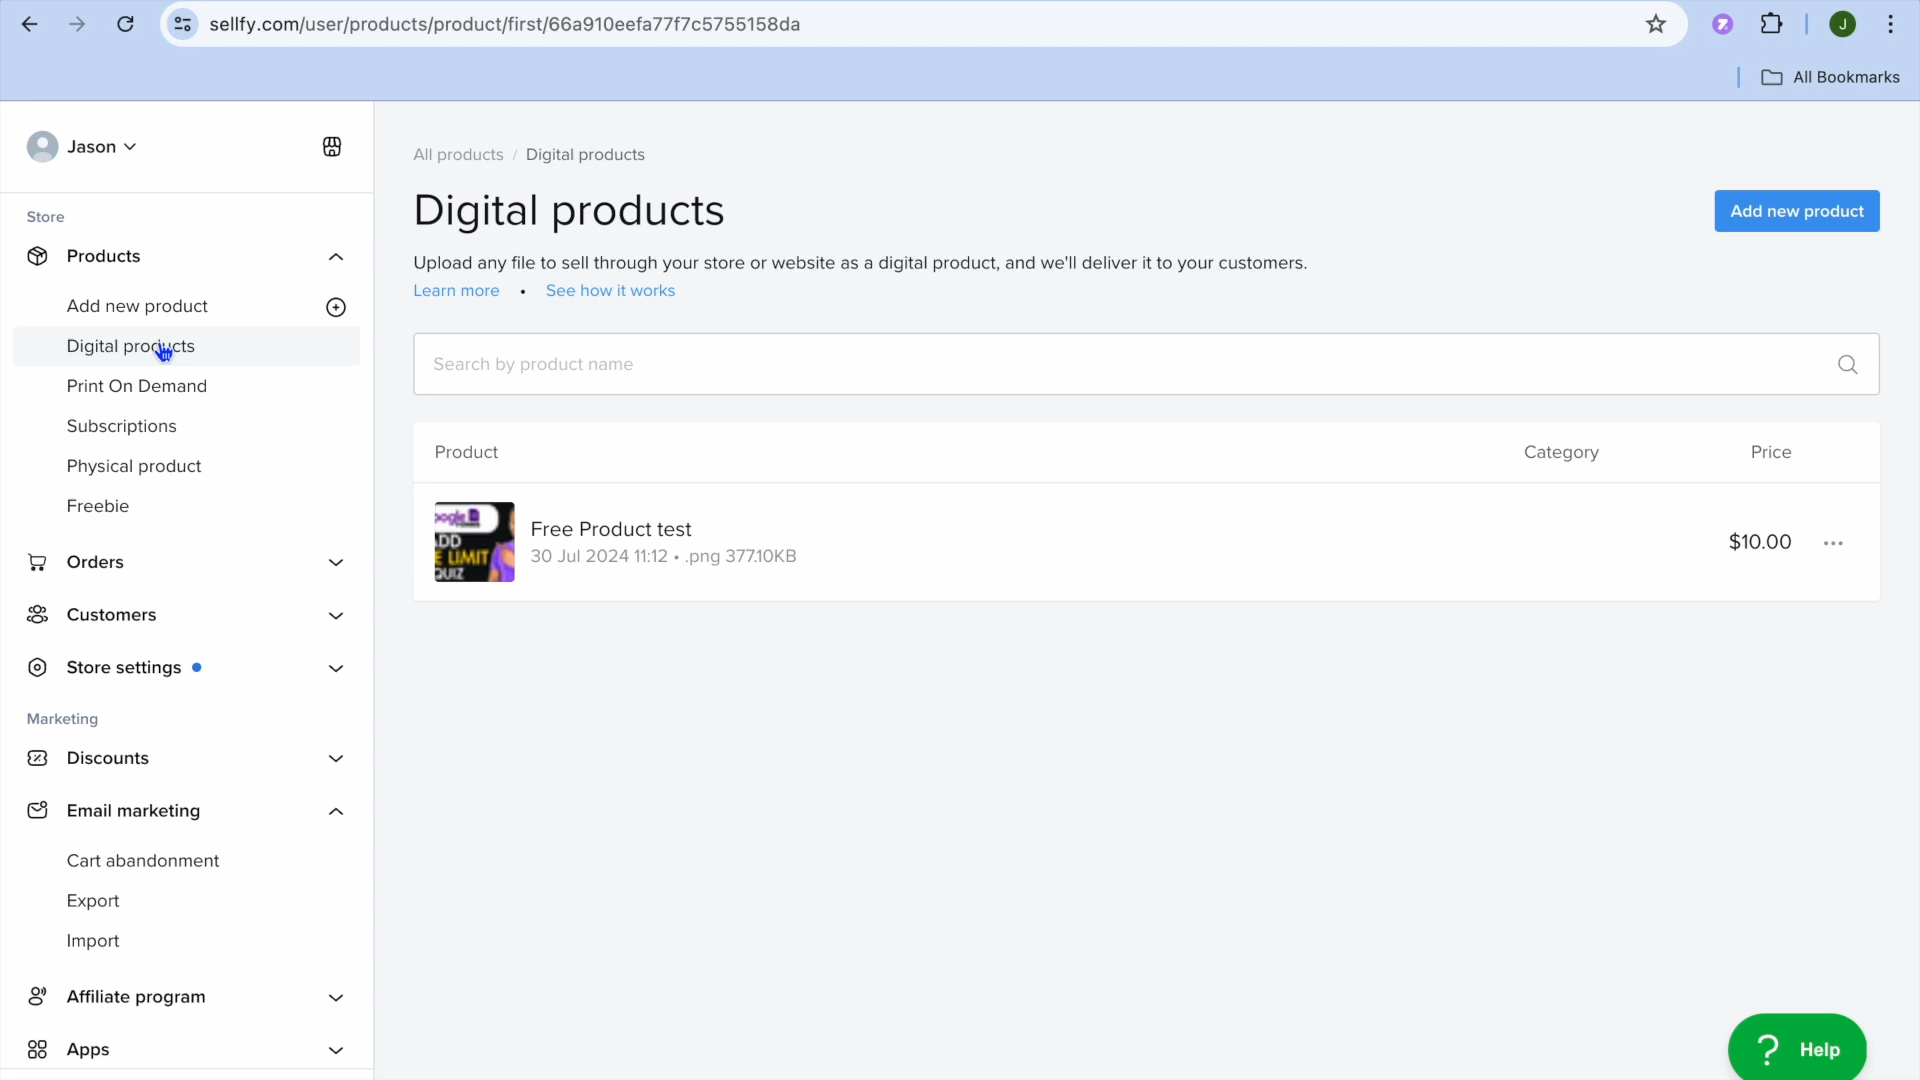 sellfy.com/user/products/product/first/66a910eefa77f7c5755158da
J
All Bookmarks
Jason
Store
Products
Add new product
Digital products
Print On Demand
Subscriptions
Physical product
Freebie
Orders
Customers
Store settings
Marketing
Discounts
Email marketing
Cart abandonment
Export
Import
Affiliate program
Apps
All products / Digital products
Digital products
Add new product
Upload any file to sell through your store or website as a digital product, and we'll deliver it to your customers.
Learn more • See how it works
Search by product name
Product Category Price
oogle
ADD
E LIMIT
QUIZ
Free Product test
30 Jul 2024 11:12 • .png 377.10KB
$10.00
? Help